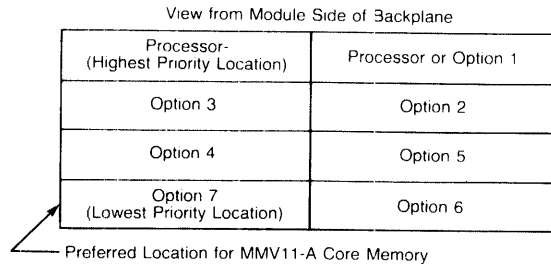 View from Module Side of Backplane
Processor-
(Highest Priority Location)
Processor or Option 1
Option 3
Option 2
Option 4
Option 5
Option 7
(Lowest Priority Location)
Option 6
Preferred Location for MMV11-A Core Memory